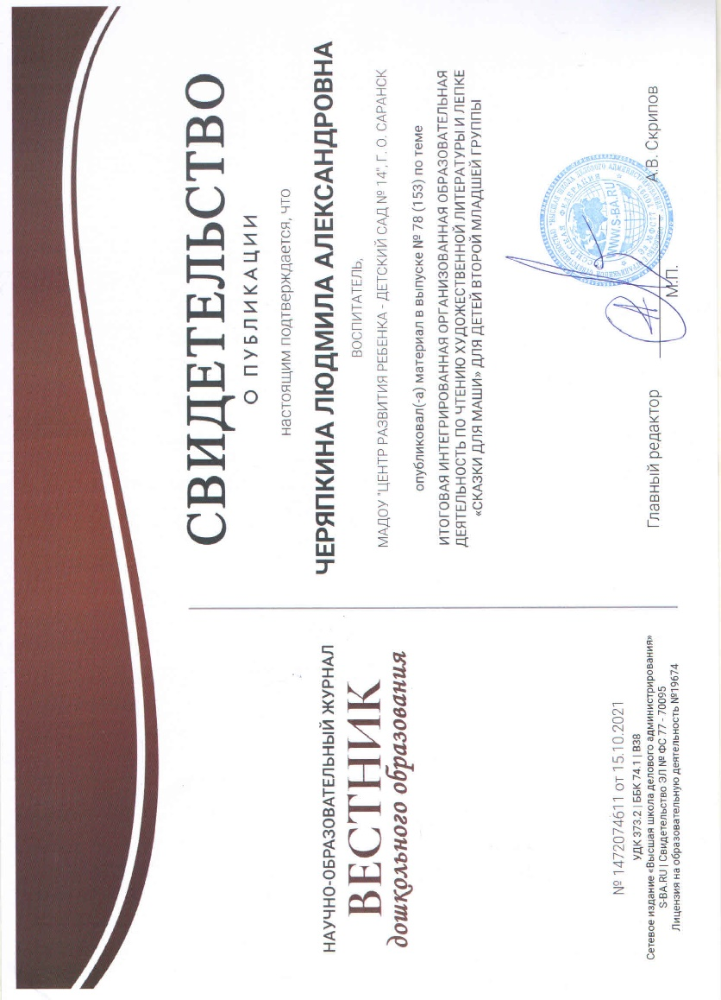 СВИДЕТЕЛЬСТВО
О ПУБЛИКАЦИИ
настоящим подтверждается, что
ЧЕРЯПКИНА ЛЮДМИЛА АЛЕКСАНДРОВНА
ВОСПИТАТЕЛЬ,
МАДОУ "ЦЕНТР РАЗВИТИЯ РЕБЕНКА - ДЕТСКИЙ САД № 14", Г. О. САРАНСК
опубликовал(-а) материал в выпуске № 78 (153) по теме
ИТОГОВАЯ ИНТЕГРИРОВАННАЯ ОРГАНИЗОВАННАЯ ОБРАЗОВАТЕЛЬНАЯ
ДЕЯТЕЛЬНОСТЬ ПО ЧТЕНИЮ ХУДОЖЕСТВЕННОЙ ЛИТЕРАТУРЫ И ЛЕПКЕ
«СКАЗКИ ДЛЯ МАШИ» ДЛЯ ДЕТЕЙ ВТОРОЙ МЛАДШЕЙ ГРУППЫ
Главный редактор
А.В. Скрипов
М.П.
WWW.S-BA.RU
НАУЧНО-ОБРАЗОВАТЕЛЬНЫЙ ЖУРНАЛ
ВЕСТНИК
дошкольного образования
№ 1472074611 от 15.10.2021
УДК 373.2 | ББК 74.1 | В38
Сетевое издание «Высшая школа делового администрирования»
S-BA.RU | Свидетельство ЭЛ № ФС 77 - 70095
Лицензия на образовательную деятельность №19674